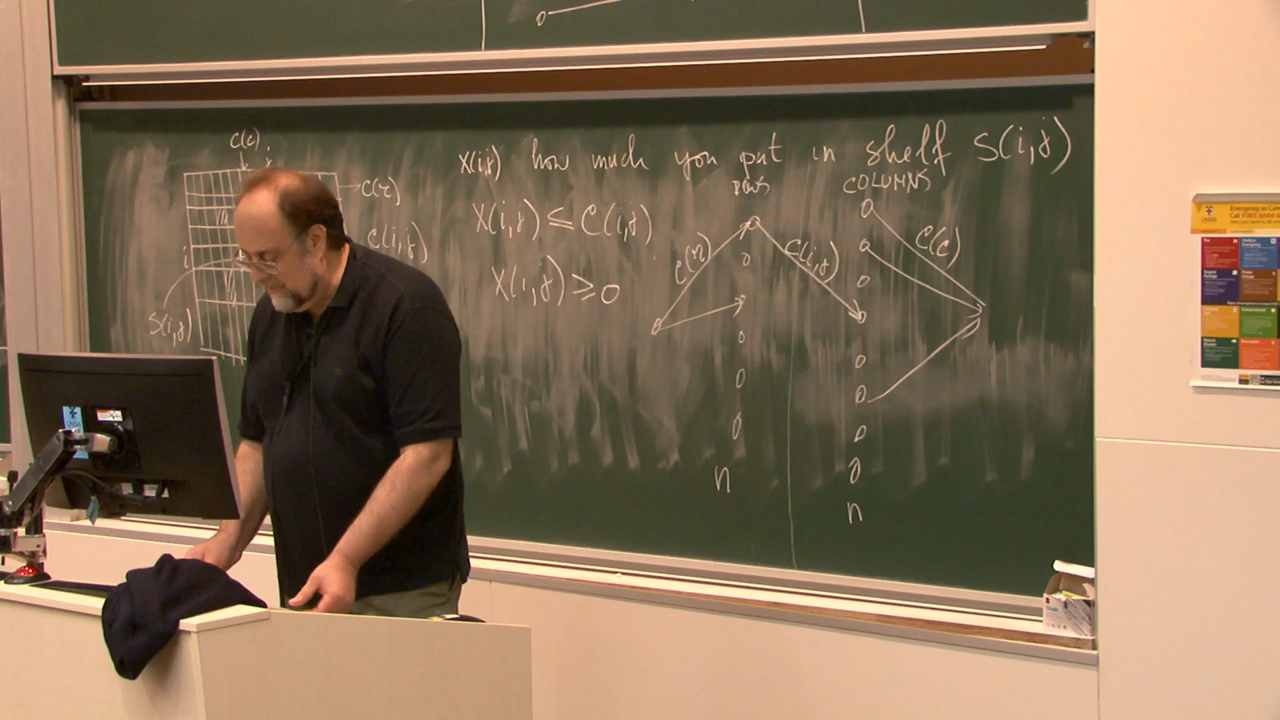 X(i,j) how much you put in shelf S(i,j)
C(c)
j
C(r)
i
C(i,j)
S(i,j)
X(i,j) ≤ C(i,j)
X(i,j) ≥ 0
ROWS COLUMNS
C(r) C(i,j) C(c)
n
n